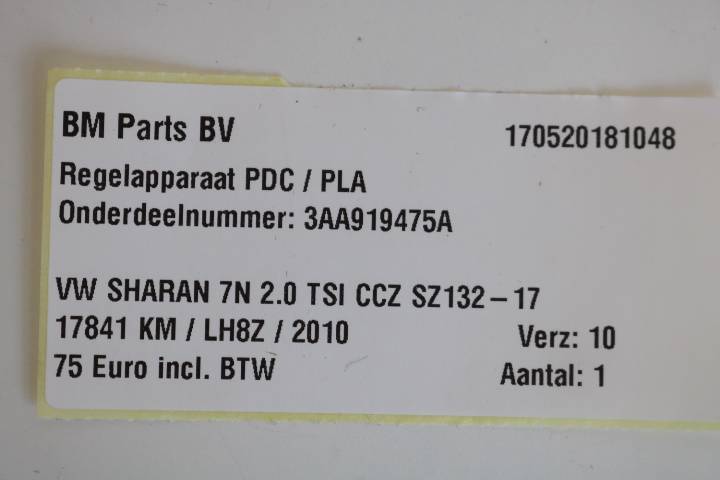 BM Parts BV 170520181048
Regelapparaat PDC / PLA
Onderdeelnummer: 3AA919475A
VW SHARAN 7N 2.0 TSI CCZ SZ132-17
17841 KM / LH8Z / 2010 Verz: 10
75 Euro incl. BTW Aantal: 1